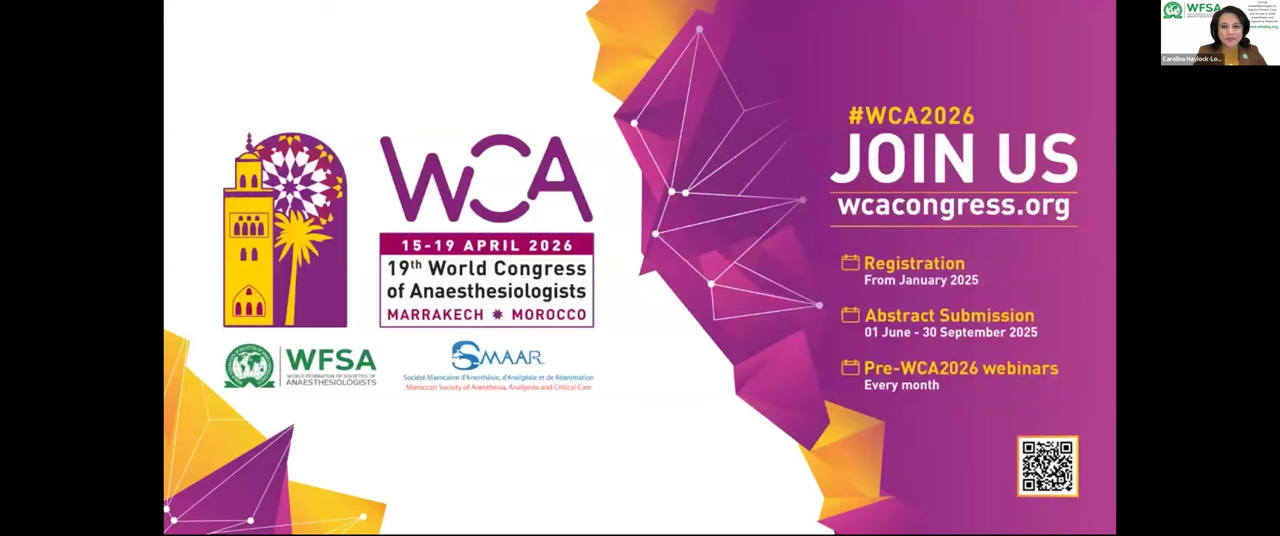 WCA
15-19 APRIL 2026
19th World Congress
of Anaesthesiologists
MARRAKECH ✷ MOROCCO
WFSA
WORLD FEDERATION OF SOCIETIES OF
ANAESTHESIOLOGISTS
SMAAR
Société Marocaine d'Anesthésie, d'Analgésie et de Réanimation
Moroccan Society of Anesthesia, Analgesia and Critical Care
#WCA2026
JOIN US
wcacongress.org
Registration
From January 2025
Abstract Submission
01 June - 30 September 2025
Pre-WCA2026 webinars
Every month
WFSA
Carolina Haylock-Lo...